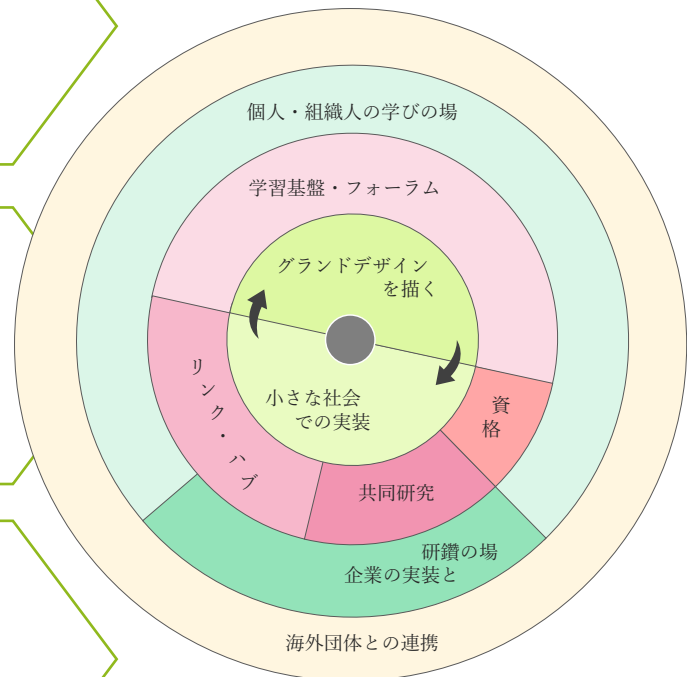 個人・組織人の学びの場
学習基盤・フォーラム
グランドデザイン
を描く
小さな社会
での実装
リンク・ハブ
資格
共同研究
研鑽の場
企業の実装と
海外団体との連携